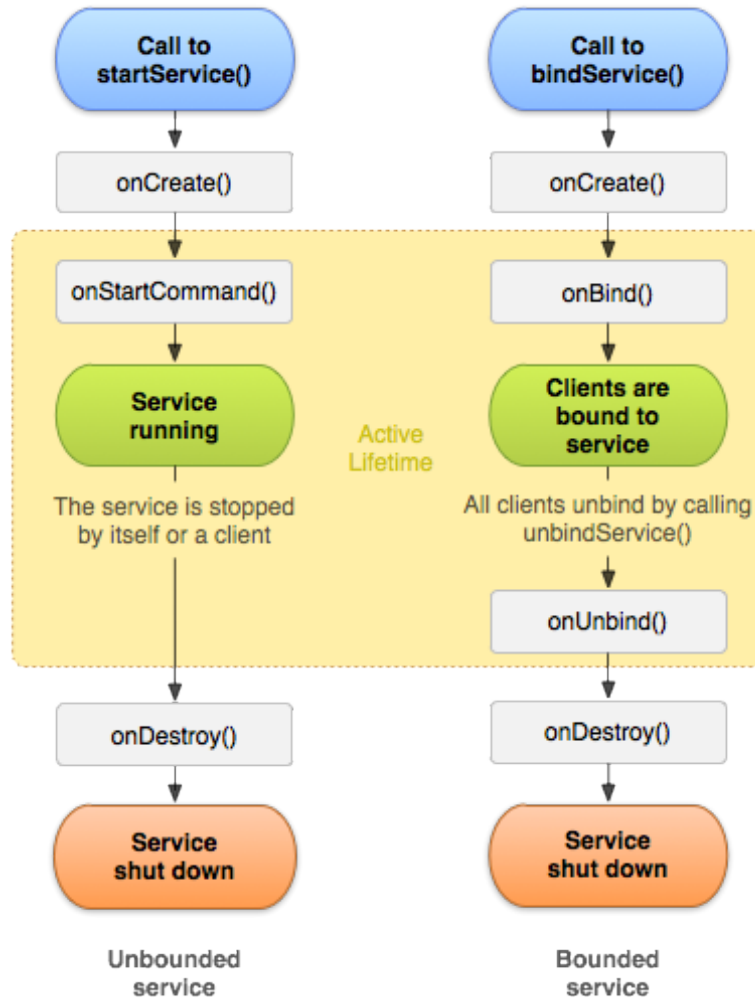 Call to
startService()
onCreate()
onStartCommand()
Service
running
The service is stopped
by itself or a client
onDestroy()
Service
shut down
Unbounded
service
Active
Lifetime
Call to
bindService()
onCreate()
onBind()
Clients are
bound to
service
All clients unbind by calling
unbindService()
onUnbind()
onDestroy()
Service
shut down
Bounded
service